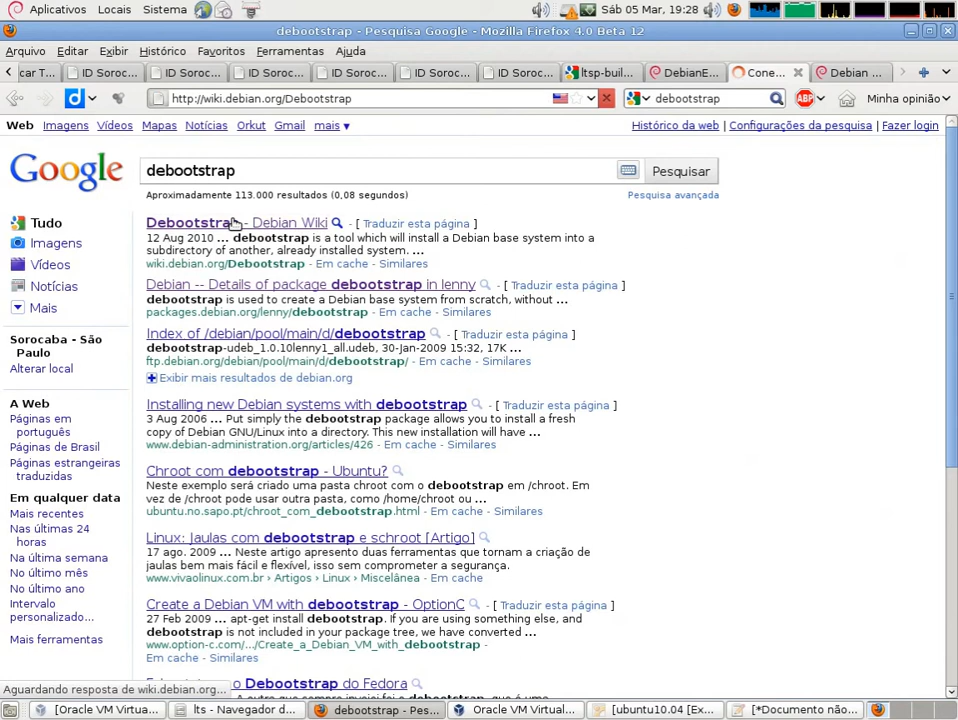 Aplicativos Locais Sistema Sáb 05 Mar, 19:28
debootstrap - Pesquisa Google - Mozilla Firefox 4.0 Beta 12
Arquivo Editar Exibir Histórico Favoritos Ferramentas Ajuda
car T... ID Soroc... ID Soroc... ID Soroc... ID Soroc... ID Soroc... ID Soroc... ltsp-buil... DebianE... Cone... Debian ...
http://wiki.debian.org/Debootstrap debootstrap ABP Minha opinião
Web Imagens Vídeos Mapas Notícias Orkut Gmail mais ▼ Histórico da web | Configurações da pesquisa | Fazer login
Google debootstrap Pesquisar
Aproximadamente 113.000 resultados (0,08 segundos) Pesquisa avançada
Tudo
Imagens
Vídeos
Notícias
Mais
Sorocaba - São
Paulo
Alterar local
A Web
Páginas em
português
Páginas de Brasil
Páginas estrangeiras
traduzidas
Em qualquer data
Mais recentes
Nas últimas 24
horas
Na última semana
No último mês
No último ano
Intervalo
personalizado...
Mais ferramentas
Debootstrap - Debian Wiki - [ Traduzir esta página ]
12 Aug 2010 ... debootstrap is a tool which will install a Debian base system into a
subdirectory of another, already installed system. ...
wiki.debian.org/Debootstrap - Em cache - Similares
Debian -- Details of package debootstrap in lenny - [ Traduzir esta página ]
debootstrap is used to create a Debian base system from scratch, without ...
packages.debian.org/lenny/debootstrap - Em cache - Similares
Index of /debian/pool/main/d/debootstrap - [ Traduzir esta página ]
debootstrap-udeb_1.0.10lenny1_all.udeb, 30-Jan-2009 15:32, 17K ...
ftp.debian.org/debian/pool/main/d/debootstrap/ - Em cache - Similares
Exibir mais resultados de debian.org
Installing new Debian systems with debootstrap - [ Traduzir esta página ]
3 Aug 2006 ... Put simply the debootstrap package allows you to install a fresh
copy of Debian GNU/Linux into a directory. This new installation will have ...
www.debian-administration.org/articles/426 - Em cache - Similares
Chroot com debootstrap - Ubuntu?
Neste exemplo será criado uma pasta chroot com o debootstrap em /chroot. Em
vez de /chroot pode usar outra pasta, como /home/chroot ou ...
ubuntu.no.sapo.pt/chroot_com_debootstrap.html - Em cache - Similares
Linux: Jaulas com debootstrap e schroot [Artigo]
17 ago. 2009 ... Neste artigo apresento duas ferramentas que tornam a criação de
jaulas bem mais fácil e flexível, isso sem comprometer a segurança.
www.vivaolinux.com.br › Artigos › Linux › Miscelânea - Em cache
Create a Debian VM with debootstrap - OptionC - [ Traduzir esta página ]
27 Feb 2009 ... apt-get install debootstrap. If you are using something else, and
debootstrap is not included in your package tree, we have converted ...
www.option-c.com/.../Create_a_Debian_VM_with_debootstrap -
Em cache - Similares
o Debootstrap do Fedora
Aguardando resposta de wiki.debian.org...
[Oracle VM Virtua... lts - Navegador d... debootstrap - Pes... Oracle VM Virtual... [ubuntu10.04 [Ex... [*Documento não...